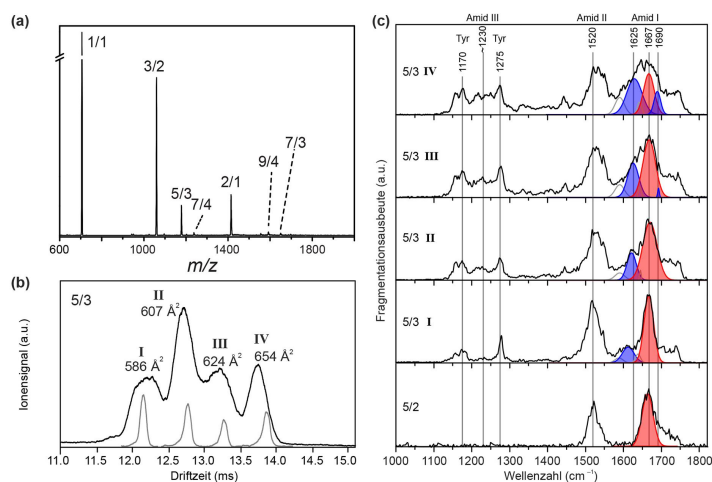 (a)
1/1
3/2
5/3
7/4
2/1
9/4
7/3
600
1000
1400
1800
m/z
(b)
5/3
I
586 Å²
II
607 Å²
III
624 Å²
IV
654 Å²
Ionensignal (a.u.)
11.0 11.5 12.0 12.5 13.0 13.5 14.0 14.5 15.0
Driftzeit (ms)
(c)
Amid III Amid II Amid I
Tyr Tyr
1170 ~1230 1275 1520 1625 1667 1690
5/3 IV
5/3 III
5/3 II
5/3 I
5/2
Fragmentationsausbeute (a.u.)
1000 1100 1200 1300 1400 1500 1600 1700 1800
Wellenzahl (cm⁻¹)